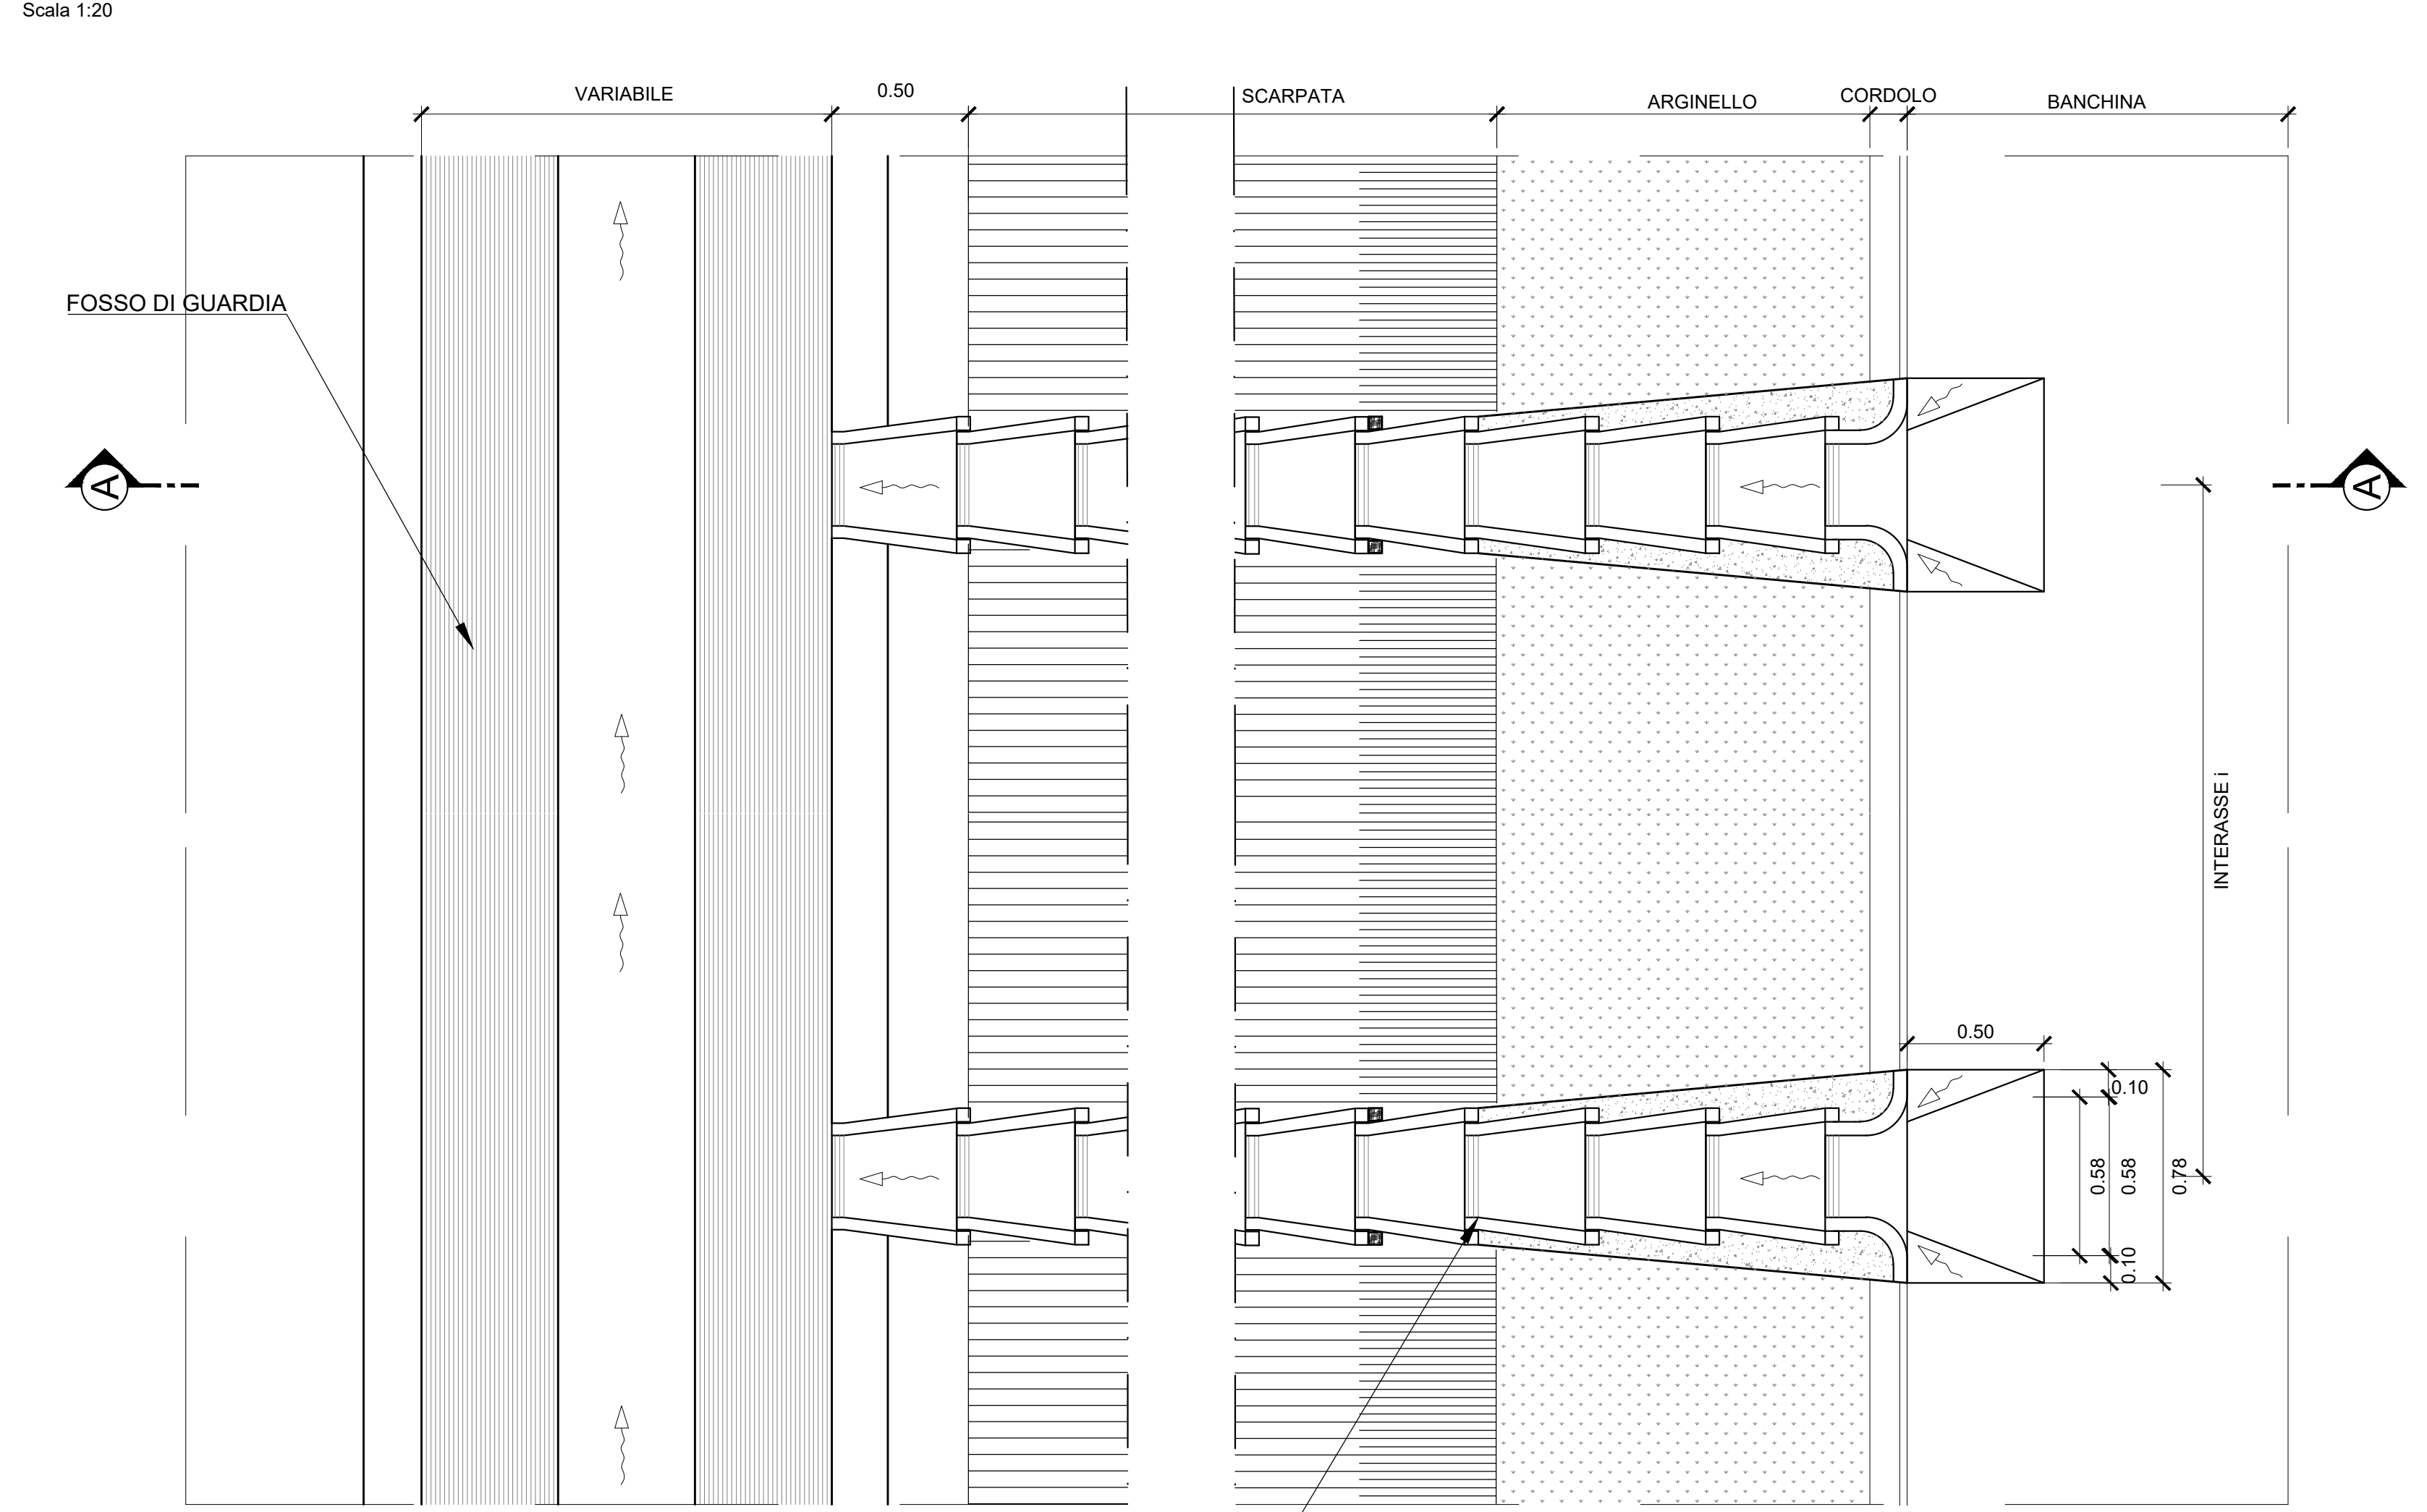 Scala 1:20
VARIABILE
0.50
SCARPATA
ARGINELLO
CORDOLO
BANCHINA
FOSSO DI GUARDIA
A
A
INTERASSE i
0.50
0.10
0.58
0.58
0.78
0.10